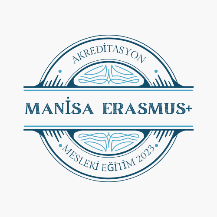 AKREDİTASYON
MANİSA ERASMUS+
MESLEKİ EĞİTİM 2023